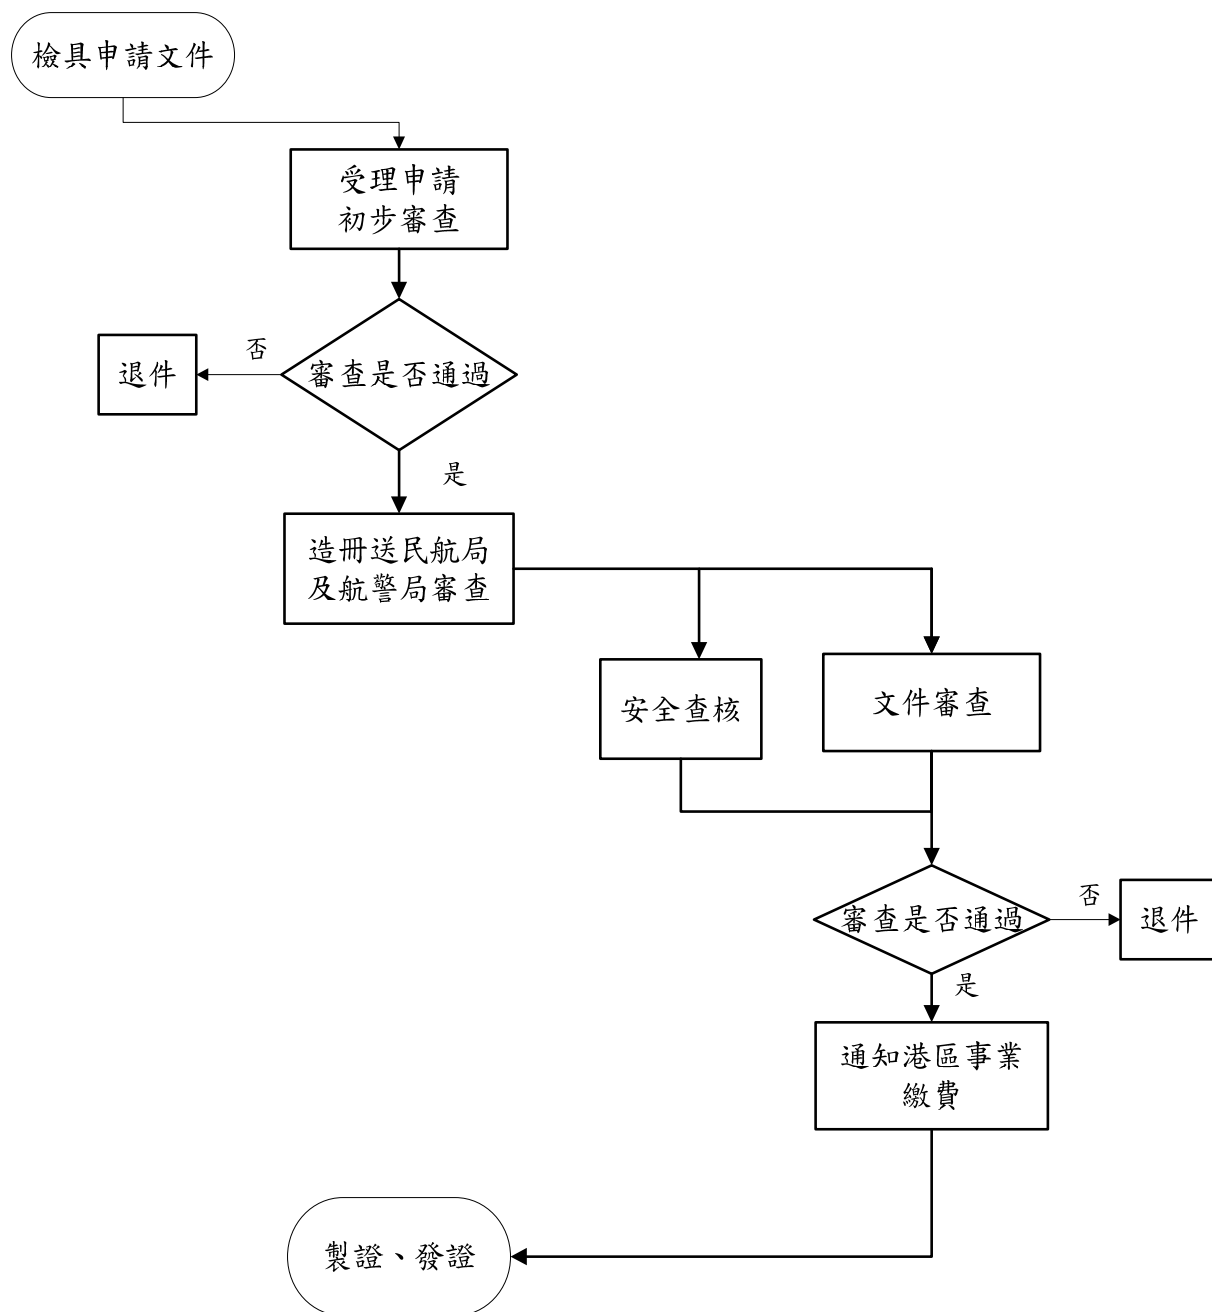 檢具申請文件
受理申請
初步審查
審查是否通過
否
退件
是
造冊送民航局
及航警局審查
安全查核
文件審查
審查是否通過
否
退件
是
通知港區事業
繳費
製證、發證